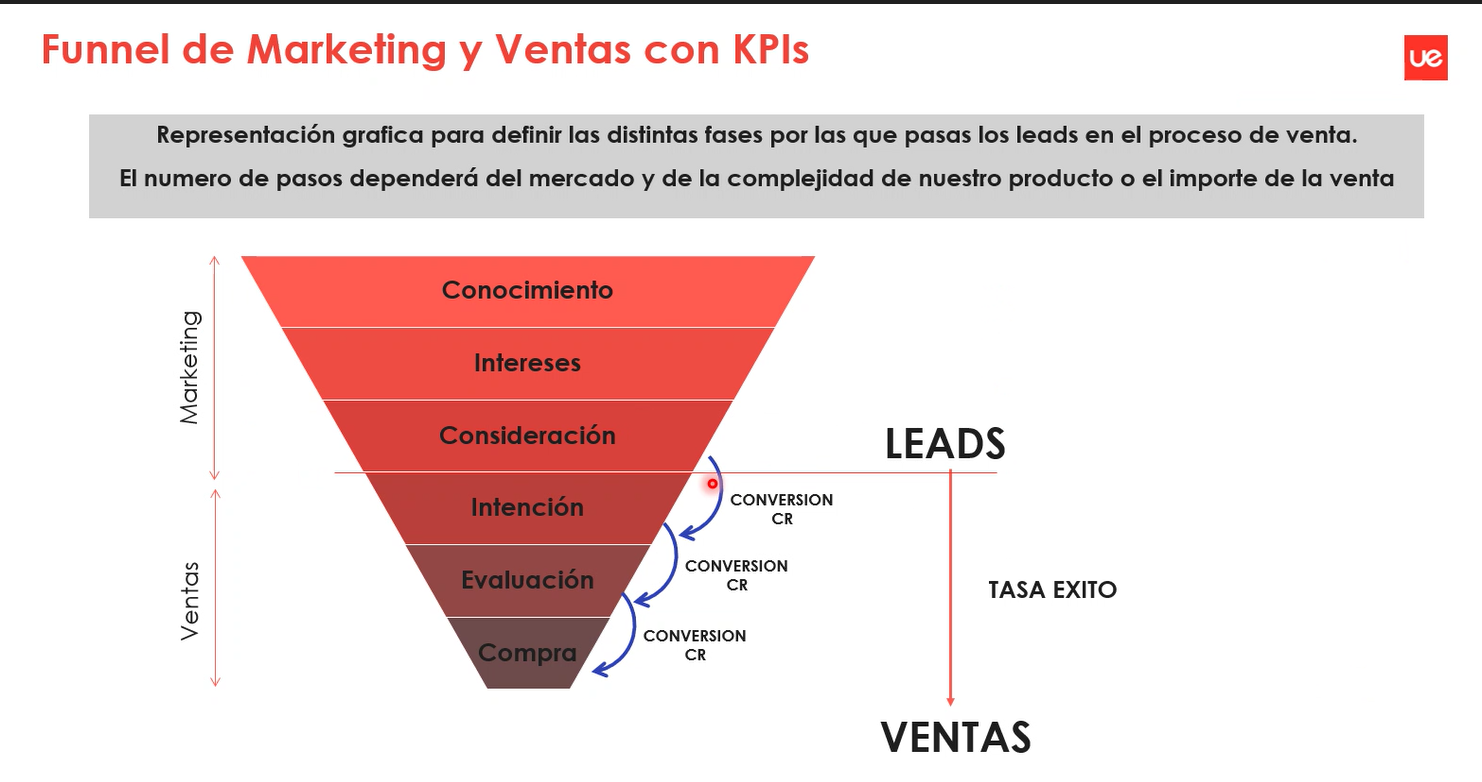 Funnel de Marketing y Ventas con KPIs
ue
Representación grafica para definir las distintas fases por las que pasas los leads en el proceso de venta.
El numero de pasos dependerá del mercado y de la complejidad de nuestro producto o el importe de la venta
Marketing
Conocimiento
Intereses
Consideración
LEADS
Ventas
Intención
CONVERSION
CR
Evaluación
CONVERSION
CR
TASA EXITO
Compra
CONVERSION
CR
VENTAS